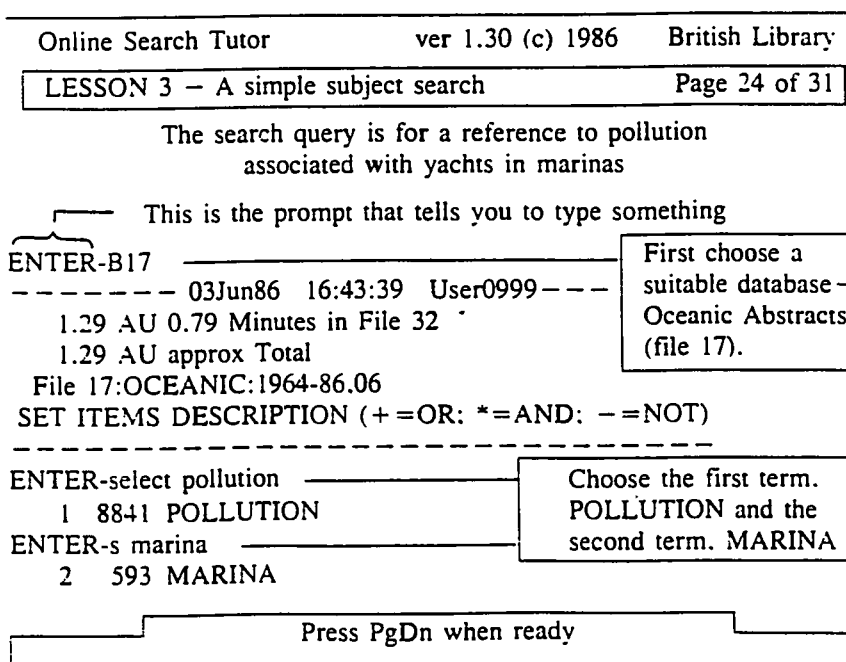 Online Search Tutor ver 1.30 (c) 1986 British Library
LESSON 3 — A simple subject search Page 24 of 31
The search query is for a reference to pollution
associated with yachts in marinas
This is the prompt that tells you to type something
ENTER-B17
First choose a
suitable database –
Oceanic Abstracts
(file 17).
------- 03Jun86 16:43:39 User0999---
1.29 AU 0.79 Minutes in File 32
1.29 AU approx Total
File 17:OCEANIC:1964-86.06
SET ITEMS DESCRIPTION (+=OR: *=AND: -=NOT)
ENTER-select pollution
1 8841 POLLUTION
ENTER-s marina
2 593 MARINA
Choose the first term.
POLLUTION and the
second term. MARINA
Press PgDn when ready